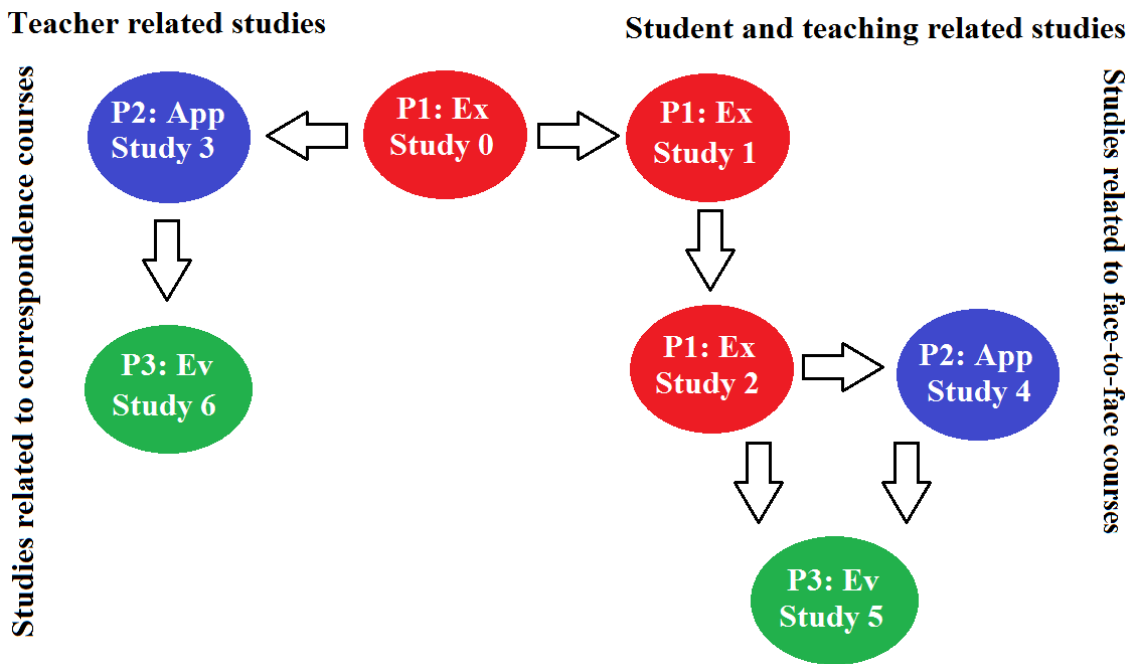 Teacher related studies
Student and teaching related studies
Studies related to correspondence courses
P2: App
Study 3
P1: Ex
Study 0
P1: Ex
Study 1
Studies related to face-to-face courses
P3: Ev
Study 6
P1: Ex
Study 2
P2: App
Study 4
P3: Ev
Study 5